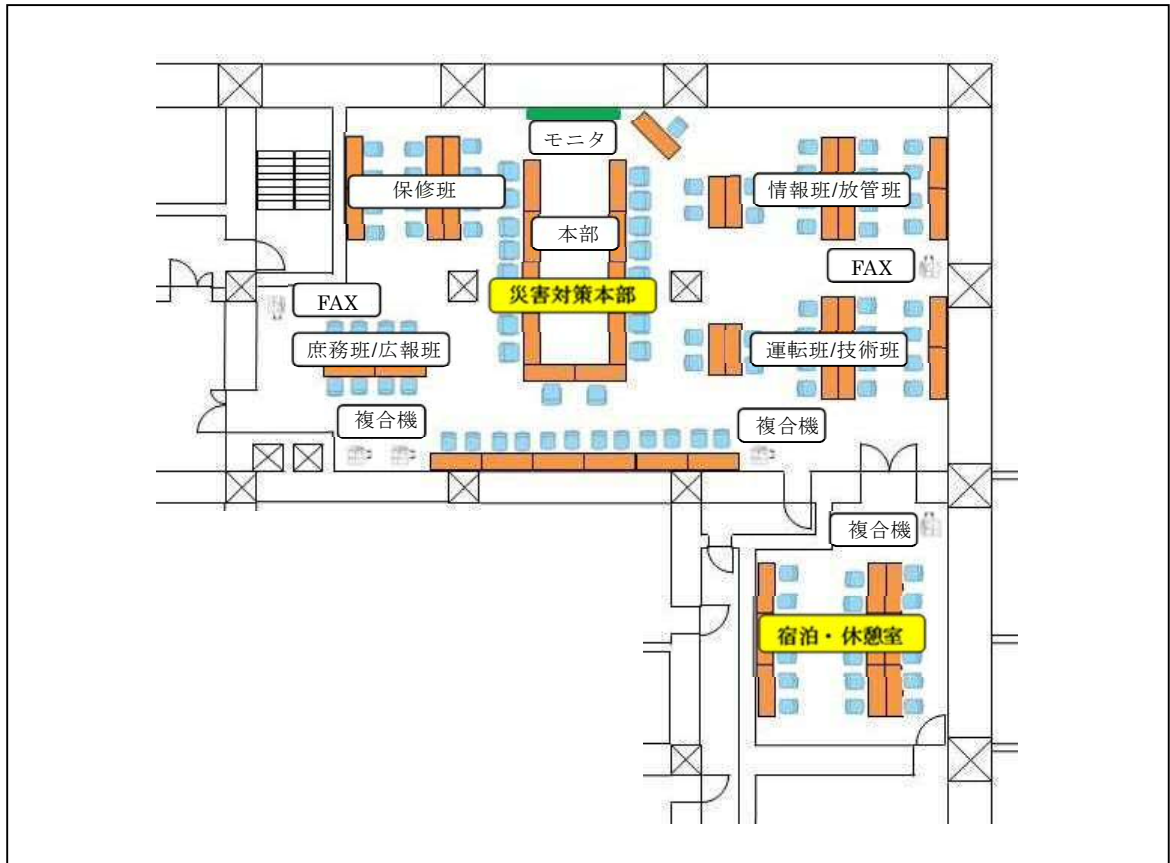 モニタ
保修班
情報班/放管班
本部
FAX
災害対策本部
FAX
庶務班/広報班
運転班/技術班
複合機
複合機
複合機
宿泊・休憩室